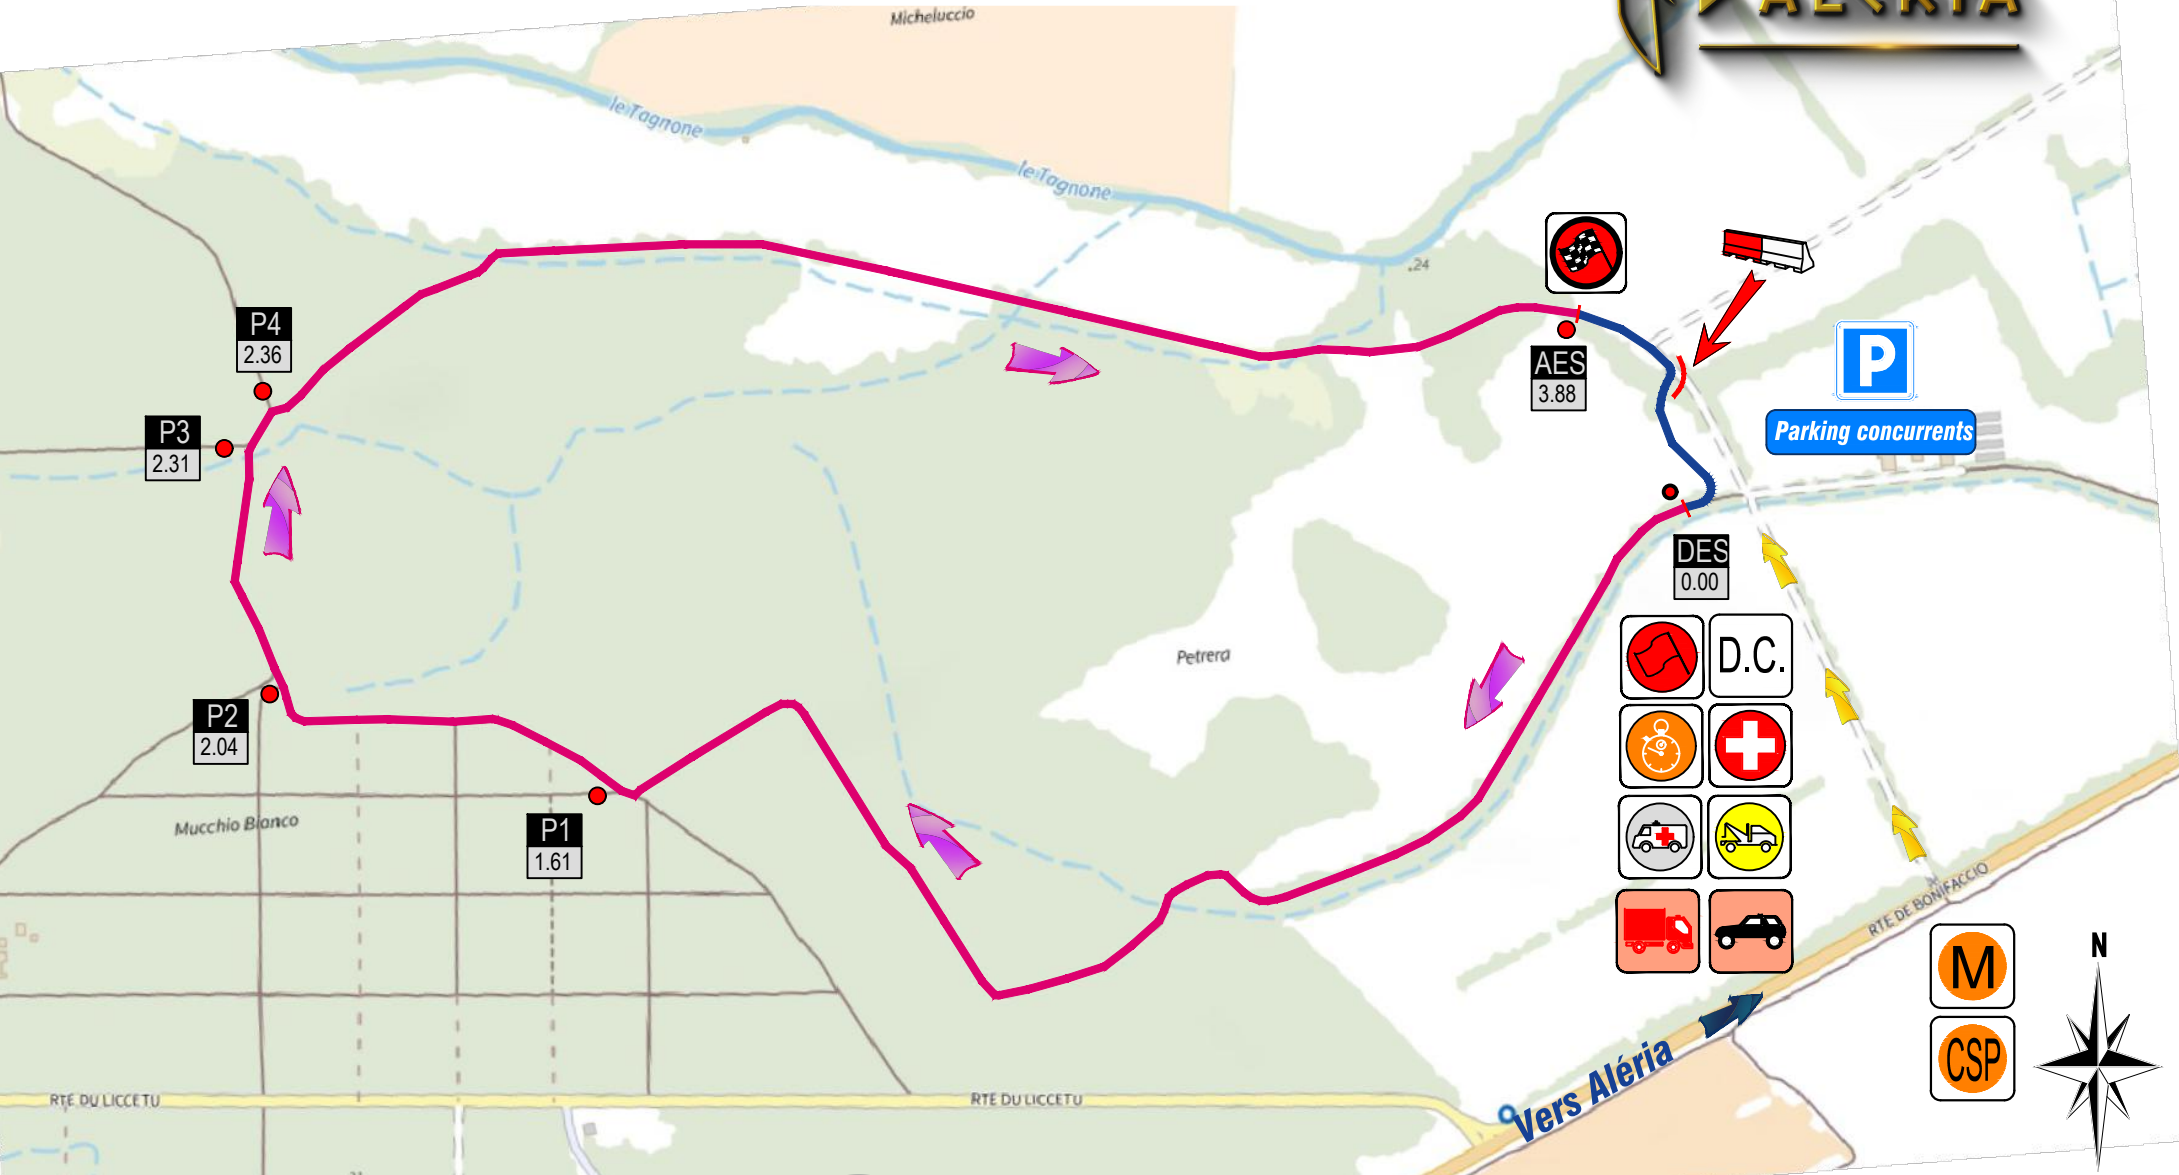 ALERIA
Micheluccio
le Tagnone
le Tagnone
.24
P4
2.36
P3
2.31
AES
3.88
P
Parking concurrents
DES
0.00
D.C.
Petrera
P2
2.04
Mucchio Bianco
P1
1.61
RTE DE BONIFACCIO
M
N
CSP
Vers Aléria
RTE DU LICCETU
RTE DU LICCETU